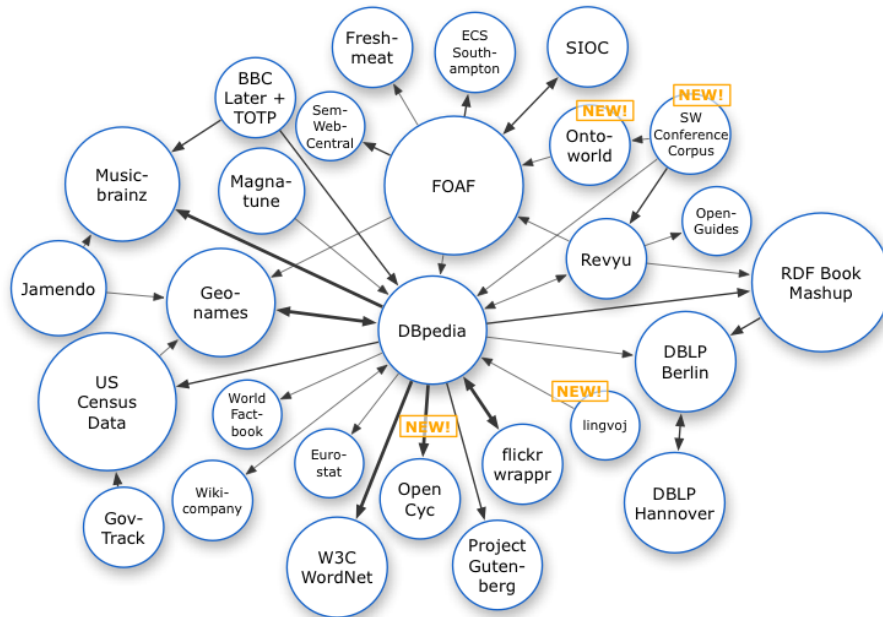 Fresh-
meat
ECS
South-
ampton
SIOC
BBC
Later +
TOTP
NEW!
SW
Conference
Corpus
NEW!
Onto-
world
Sem-
Web-
Central
FOAF
Music-
brainz
Magna-
tune
Open-
Guides
Revyu
RDF Book
Mashup
Jamendo
Geo-
names
DBpedia
DBLP
Berlin
US
Census
Data
World
Fact-
book
NEW!
lingvoj
NEW!
Euro-
stat
flickr
wrappr
Wiki-
company
Open
Cyc
DBLP
Hannover
Gov-
Track
W3C
WordNet
Project
Guten-
berg